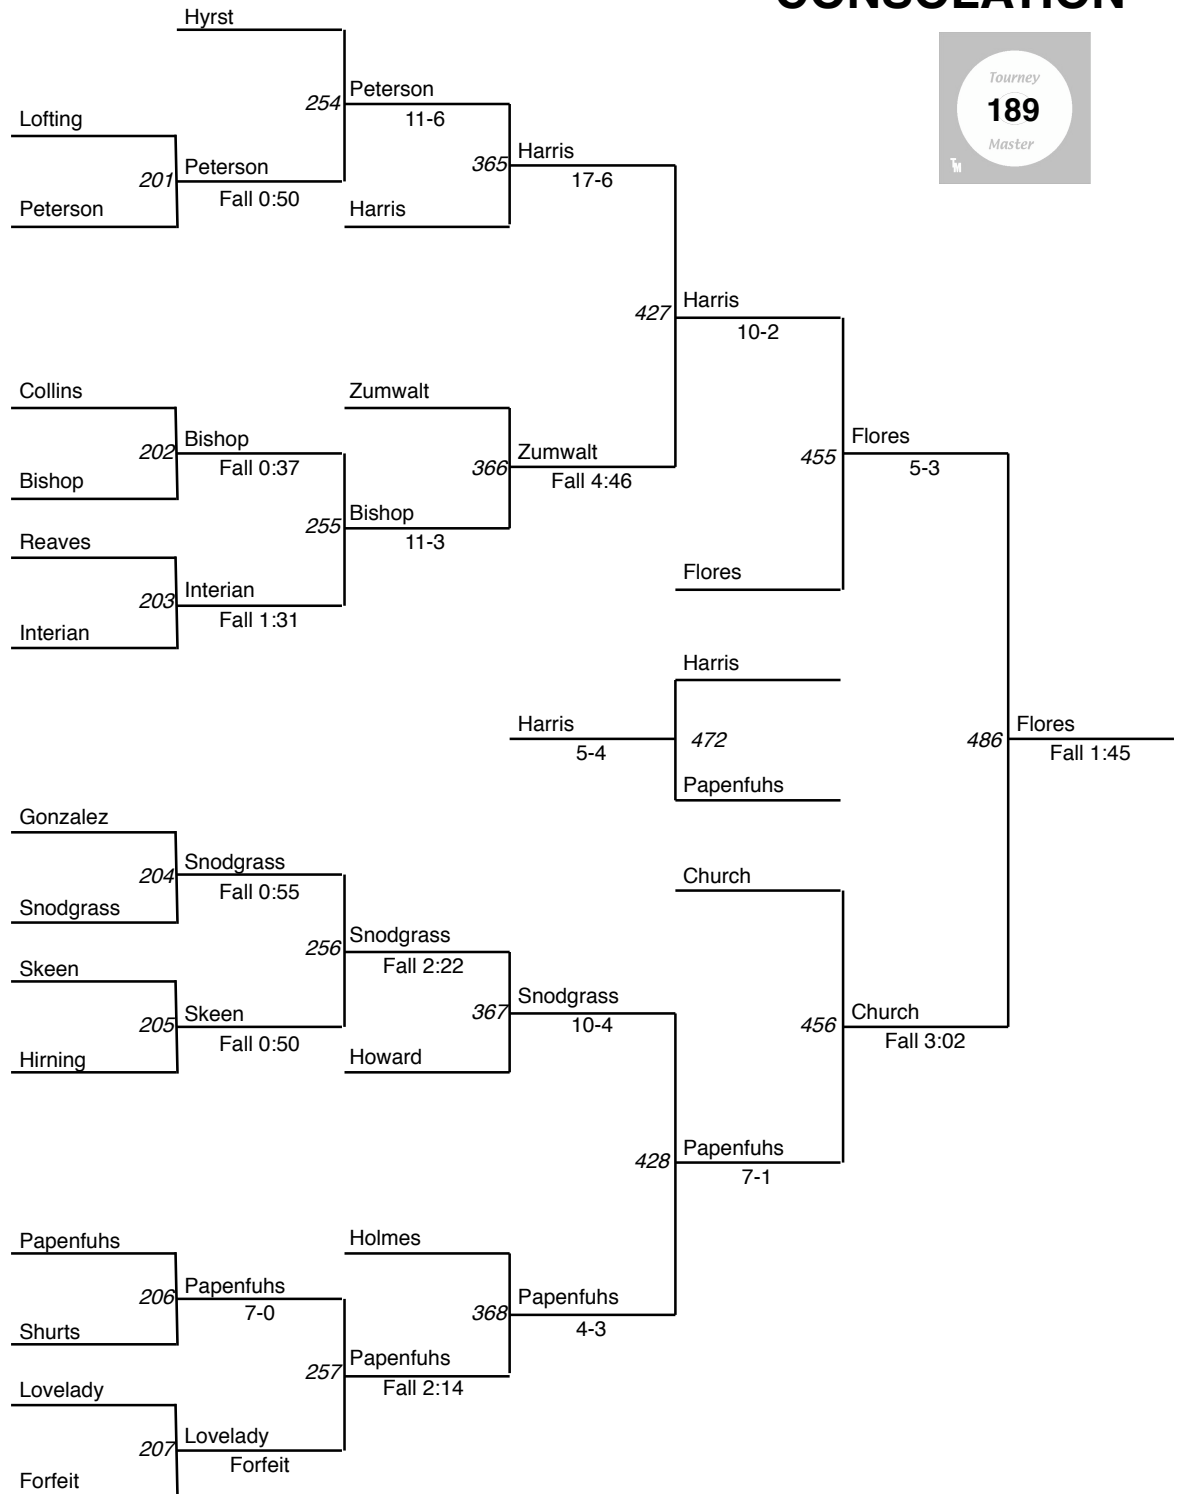 CONSOLATION
Hyrst
Tourney
189
Master
TM
254
Peterson
11-6
Lofting
201
Peterson
Fall 0:50
Peterson
365
Harris
17-6
Harris
427
Harris
10-2
Collins
202
Bishop
Fall 0:37
Bishop
Zumwalt
366
Zumwalt
Fall 4:46
455
Flores
5-3
Reaves
255
Bishop
11-3
203
Interian
Fall 1:31
Interian
Flores
Harris
Harris
5-4
472
Papenfuhs
486
Flores
Fall 1:45
Gonzalez
204
Snodgrass
Fall 0:55
Snodgrass
Church
256
Snodgrass
Fall 2:22
Skeen
205
Skeen
Fall 0:50
Hirning
367
Snodgrass
10-4
Howard
456
Church
Fall 3:02
428
Papenfuhs
7-1
Papenfuhs
206
Papenfuhs
7-0
Shurts
Holmes
368
Papenfuhs
4-3
257
Papenfuhs
Fall 2:14
Lovelady
207
Lovelady
Forfeit
Forfeit